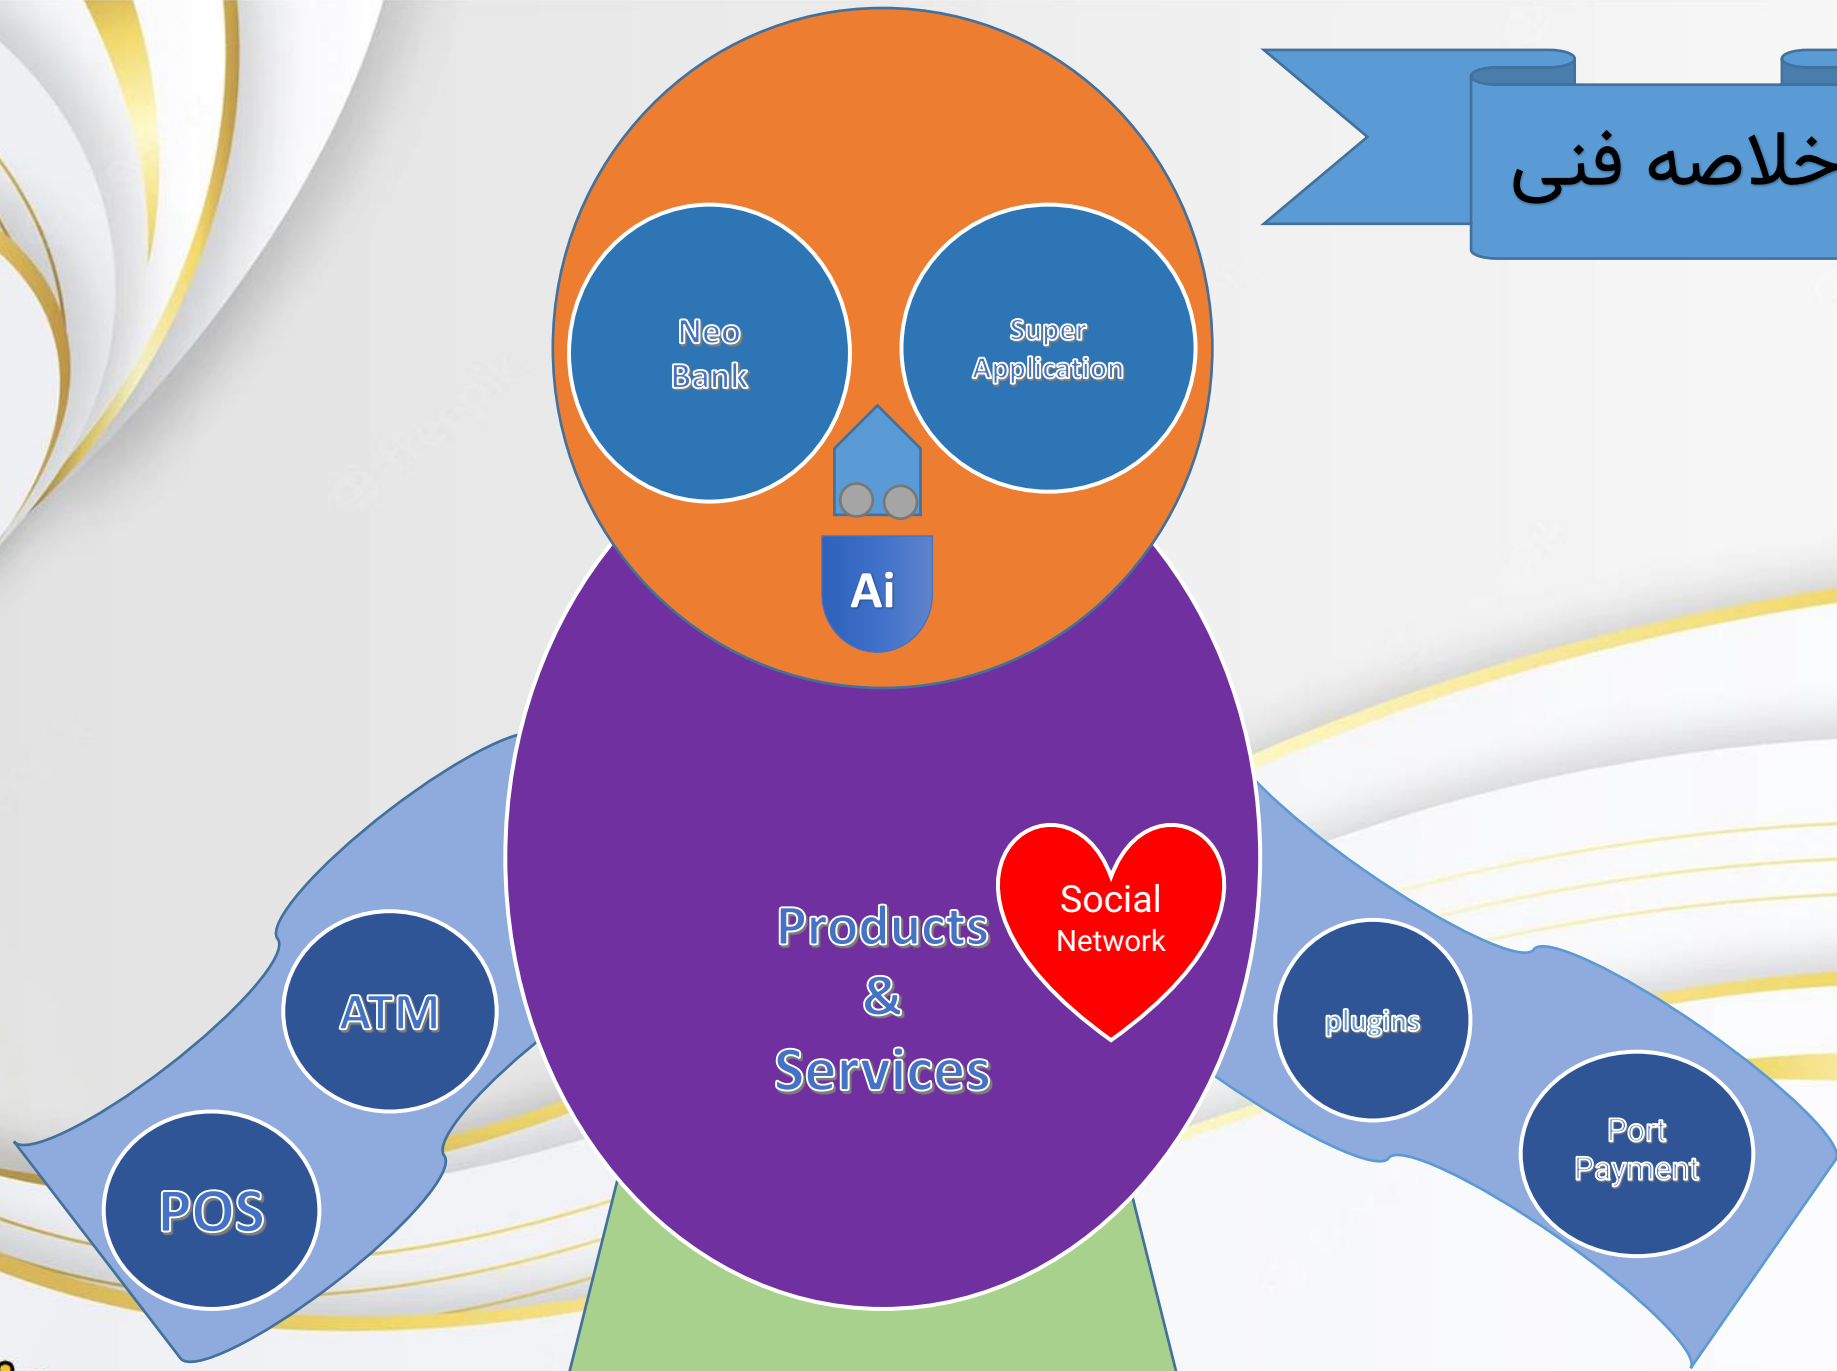 خلاصه فنی
Neo
Bank
Super
Application
Ai
Products
&
Services
Social
Network
ATM
POS
plugins
Port
Payment